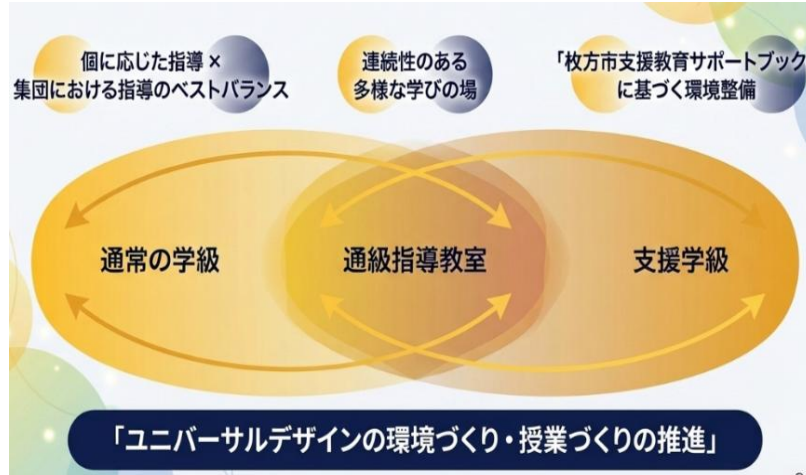 個に応じた指導×
集団における指導のベストバランス
連続性のある
多様な学びの場
「枚方市支援教育サポートブック
に基づく環境整備
通常の学級
通級指導教室
支援学級
「ユニバーサルデザインの環境づくり・授業づくりの推進」